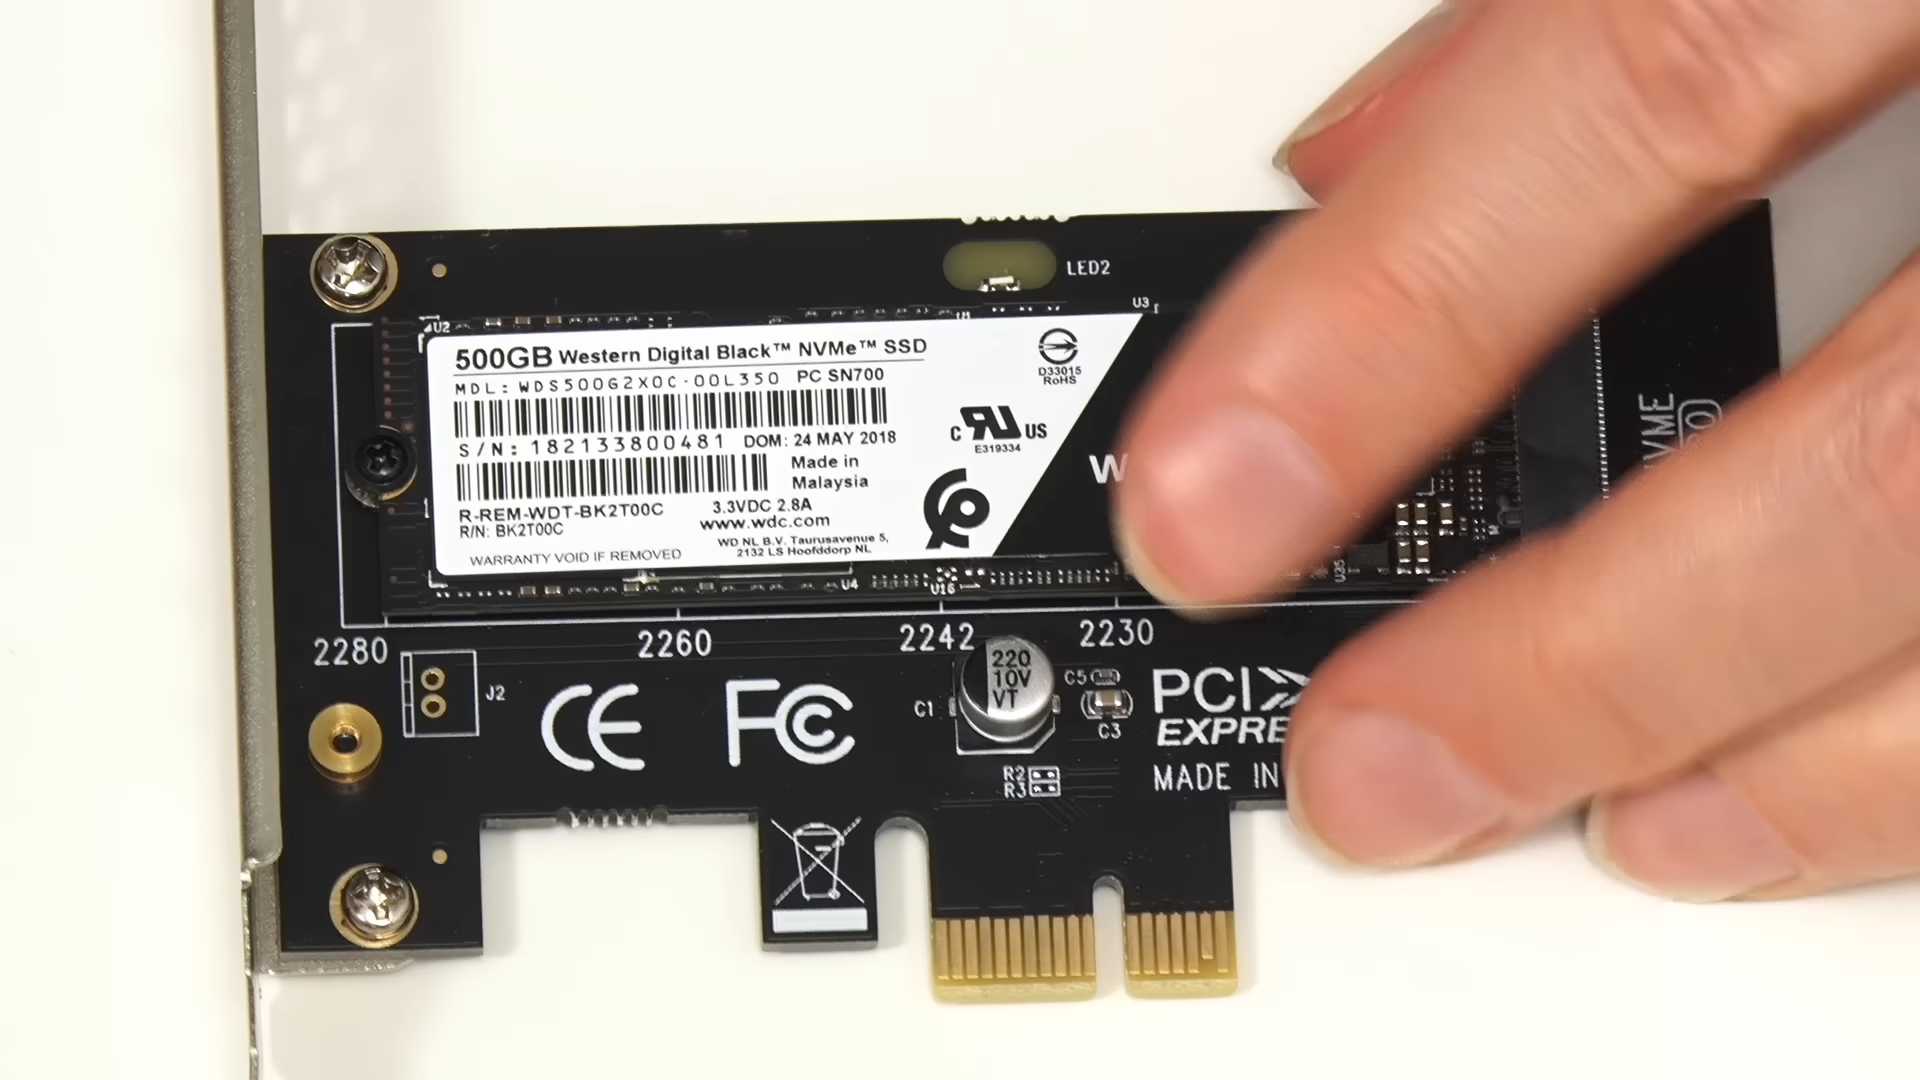 LED2
U3
U2
500GB Western Digital Black™ NVMe™ SSD
MDL: WDS500G2X0C-00L350 PC SN700
D33015
RoHS
S/N: 182133800481 DOM: 24 MAY 2018
C RU US
E319334
Made in
Malaysia
R-REM-WDT-BK2T00C 3.3VDC 2.8A
R/N: BK2T00C www.wdc.com
WD NL B.V. Taurusavenue 5,
2132 LS Hoofddorp NL
WARRANTY VOID IF REMOVED
W
U4
U16
U35
2280 2260 2242 2230
J2
CE FC
220
10V
VT
C1
C5
C3
PCI
EXPRE
MADE IN
R2
R3